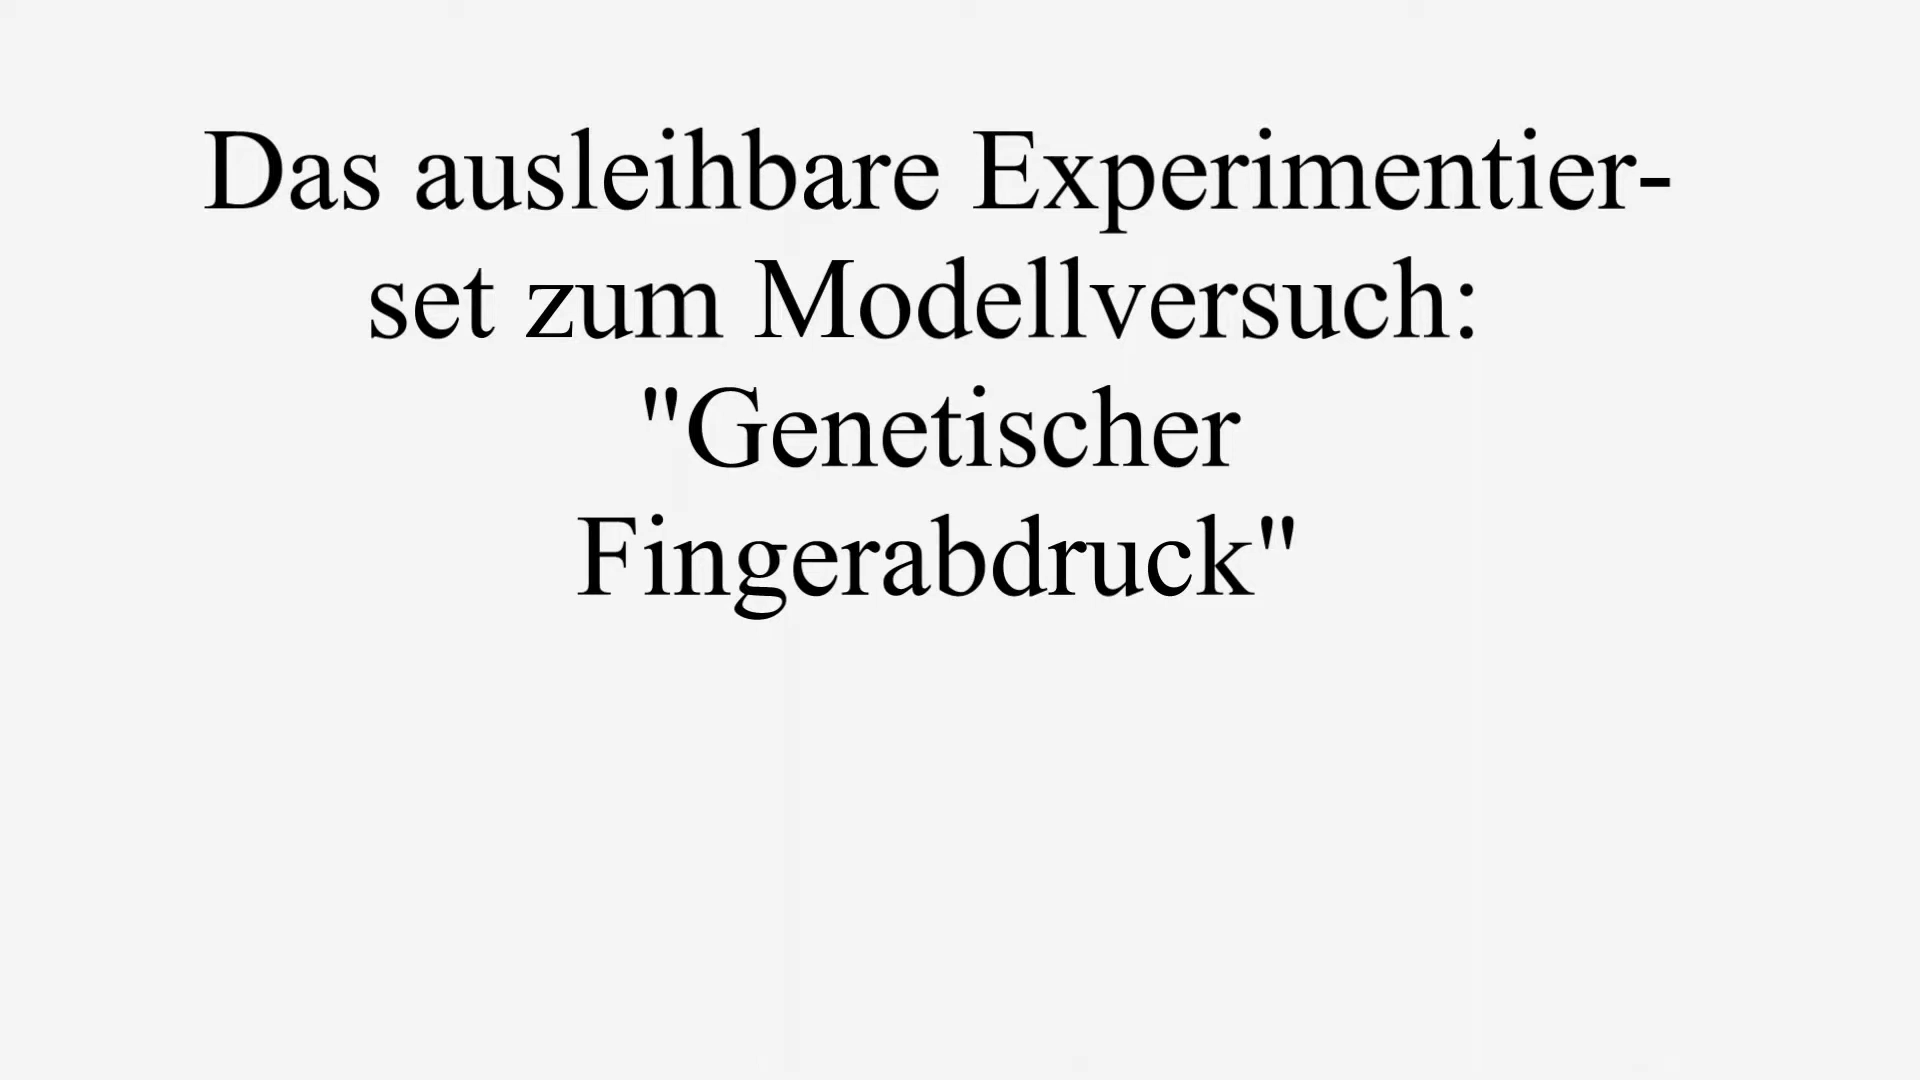 Das ausleihbare Experimentier-
set zum Modellversuch:
"Genetischer
Fingerabdruck"